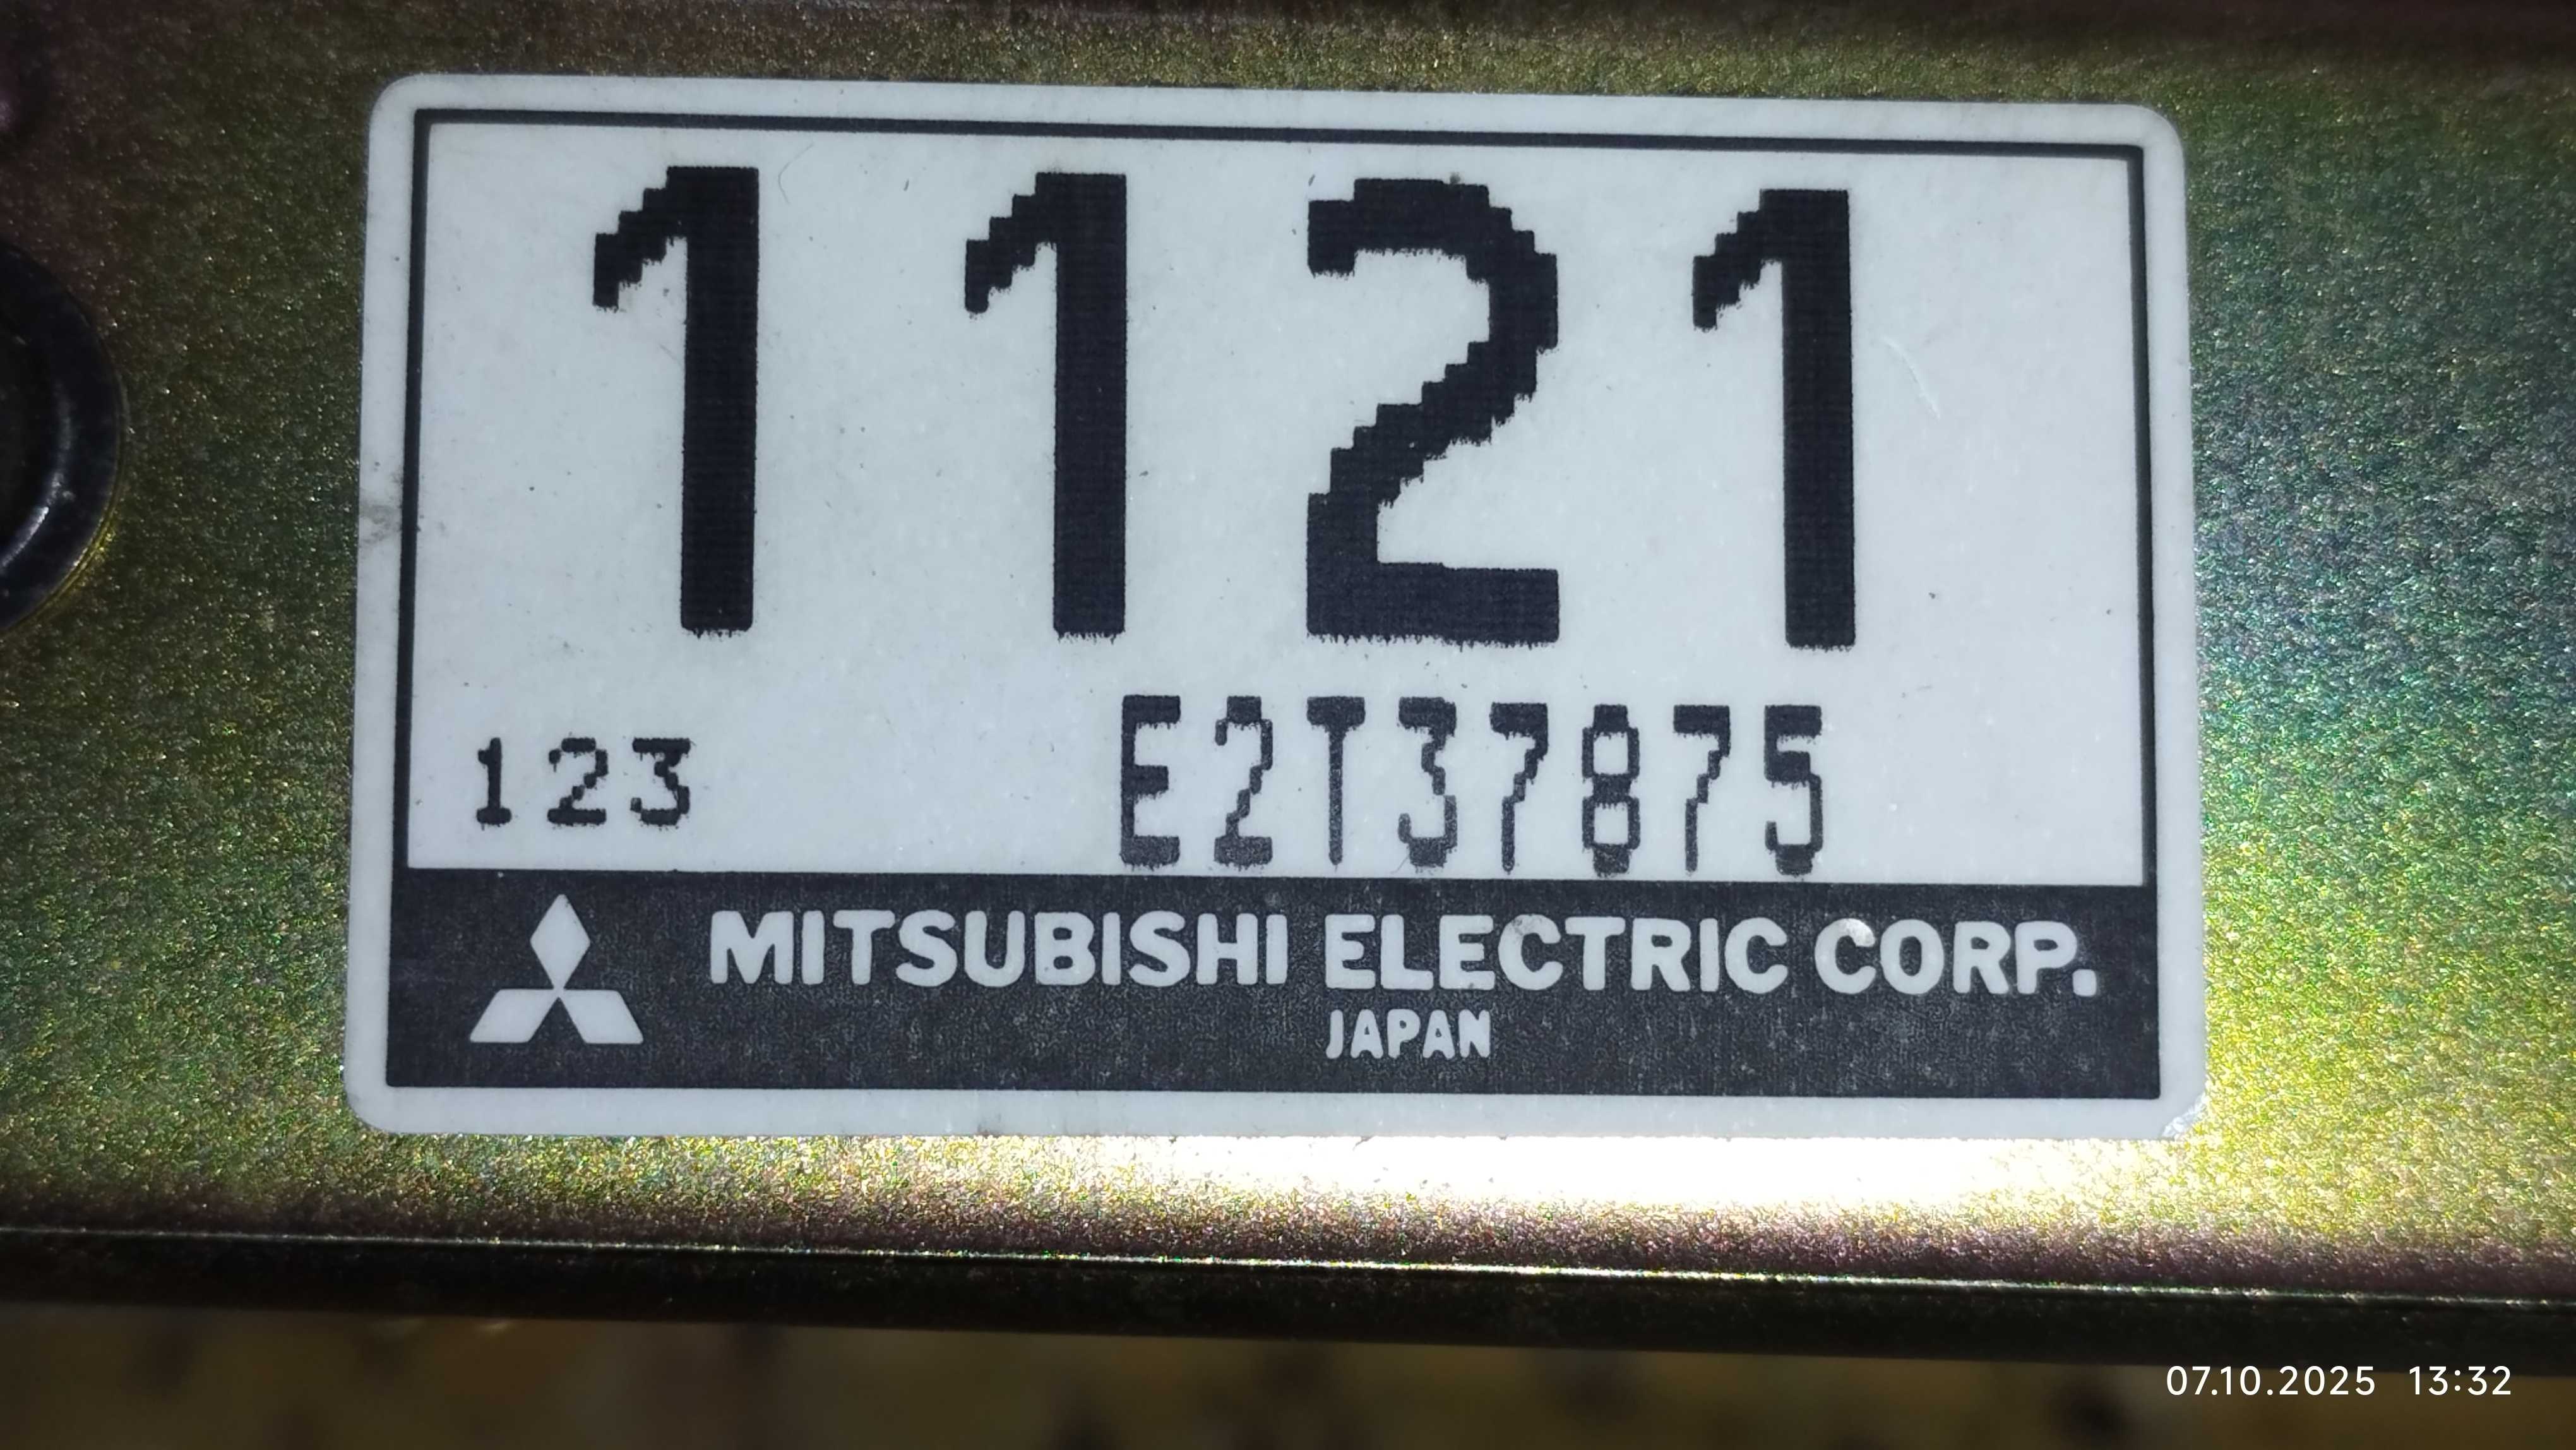 1121
123 E2T37875
MITSUBISHI ELECTRIC CORP.
JAPAN
07.10.2025 13:32